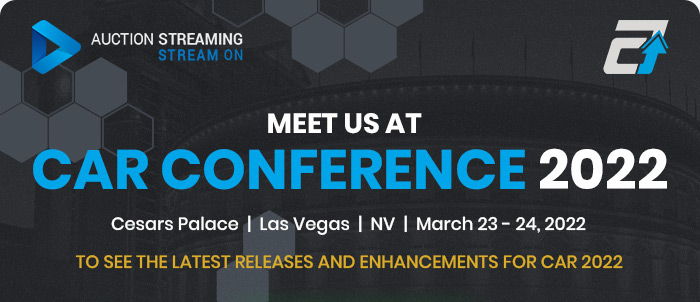 AUCTION STREAMING
STREAM ON
MEET US AT
CAR CONFERENCE 2022
Cesars Palace | Las Vegas | NV | March 23 - 24, 2022
TO SEE THE LATEST RELEASES AND ENHANCEMENTS FOR CAR 2022